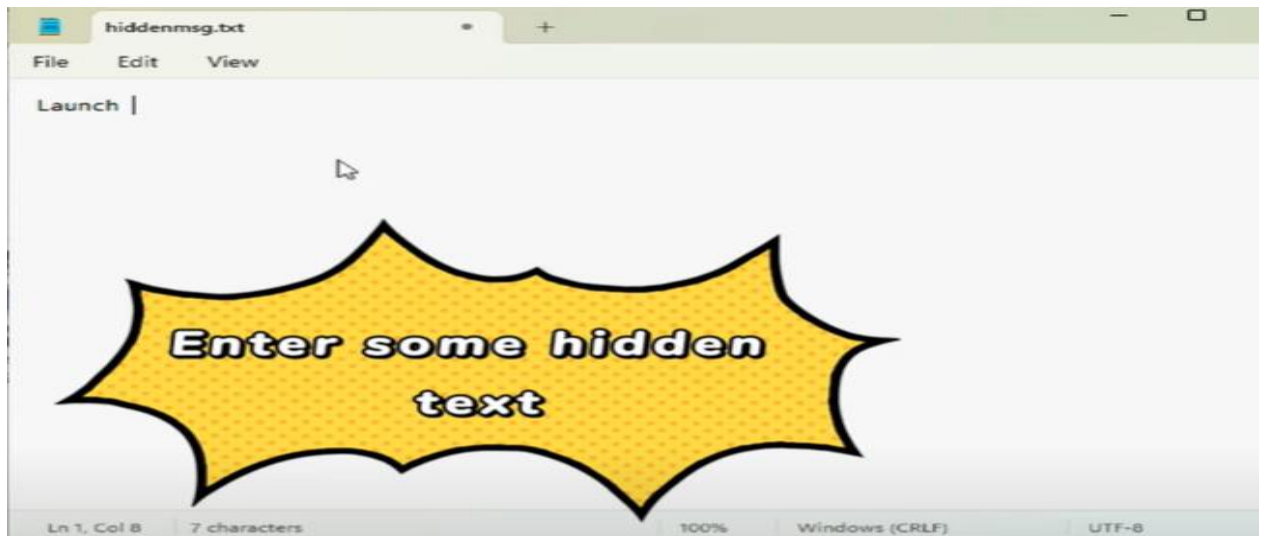 hiddenmsg.txt
File Edit View
Launch
Enter some hidden
text
Ln 1, Col 8 7 characters 100% Windows (CRLF) UTF-8